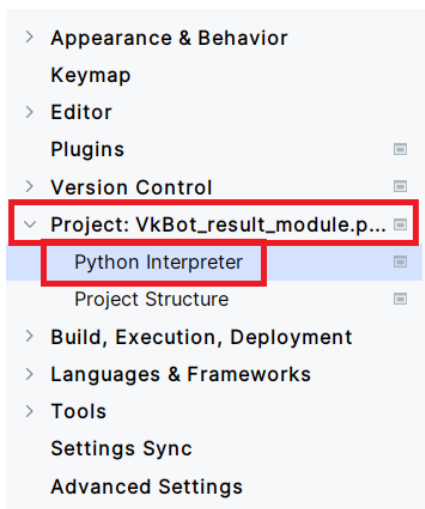 Appearance & Behavior
Keymap
Editor
Plugins
Version Control
Project: VkBot_result_module.p...
Python Interpreter
Project Structure
Build, Execution, Deployment
Languages & Frameworks
Tools
Settings Sync
Advanced Settings